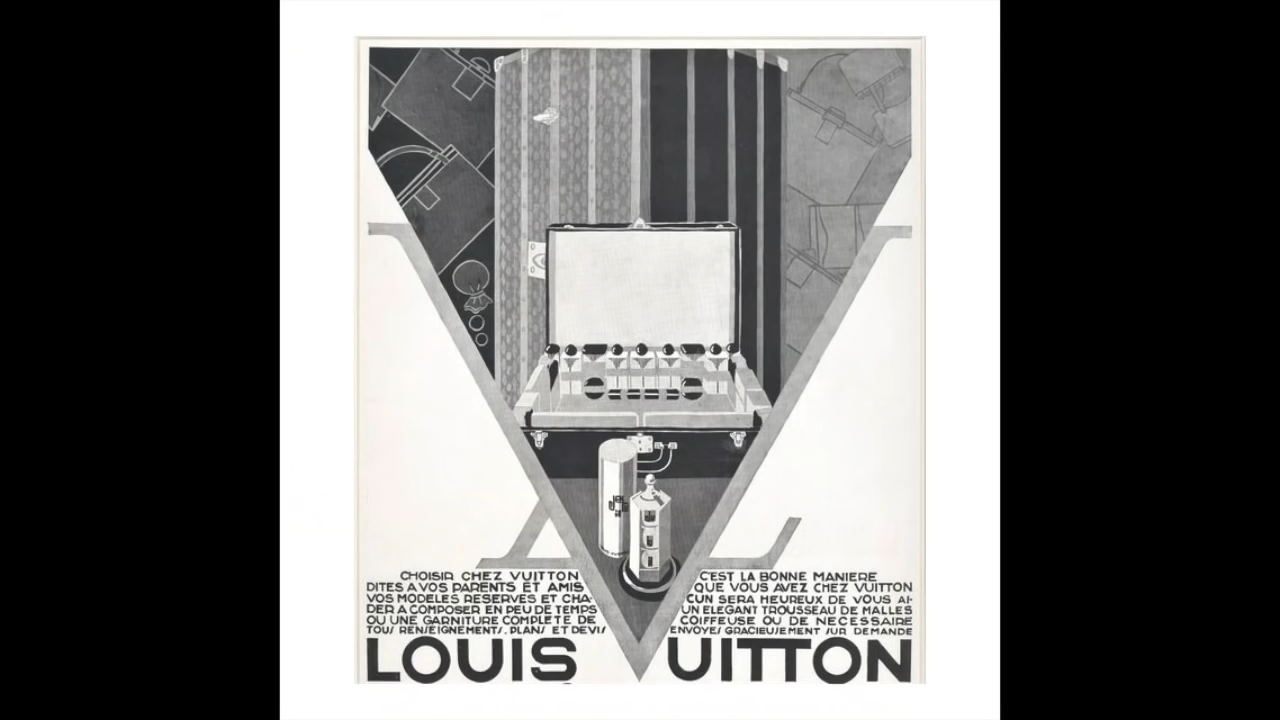 CHOISIR CHEZ VUITTON C'EST LA BONNE MANIERE
DITES A VOS PARENTS ET AMIS QUE VOUS AVEZ CHEZ VUITTON
VOS MODELES RESERVES ET CHA- CUN SERA HEUREUX DE VOUS AI-
DER A COMPOSER EN PEU DE TEMPS UN ELEGANT TROUSSEAU DE MALLES
OU UNE GARNITURE COMPLETE DE COIFFEUSE OU DE NECESSAIRE
TOUS RENSEIGNEMENTS, PLANS ET DEVIS ENVOYES GRACIEUSEMENT SUR DEMANDE
LOUIS VUITTON